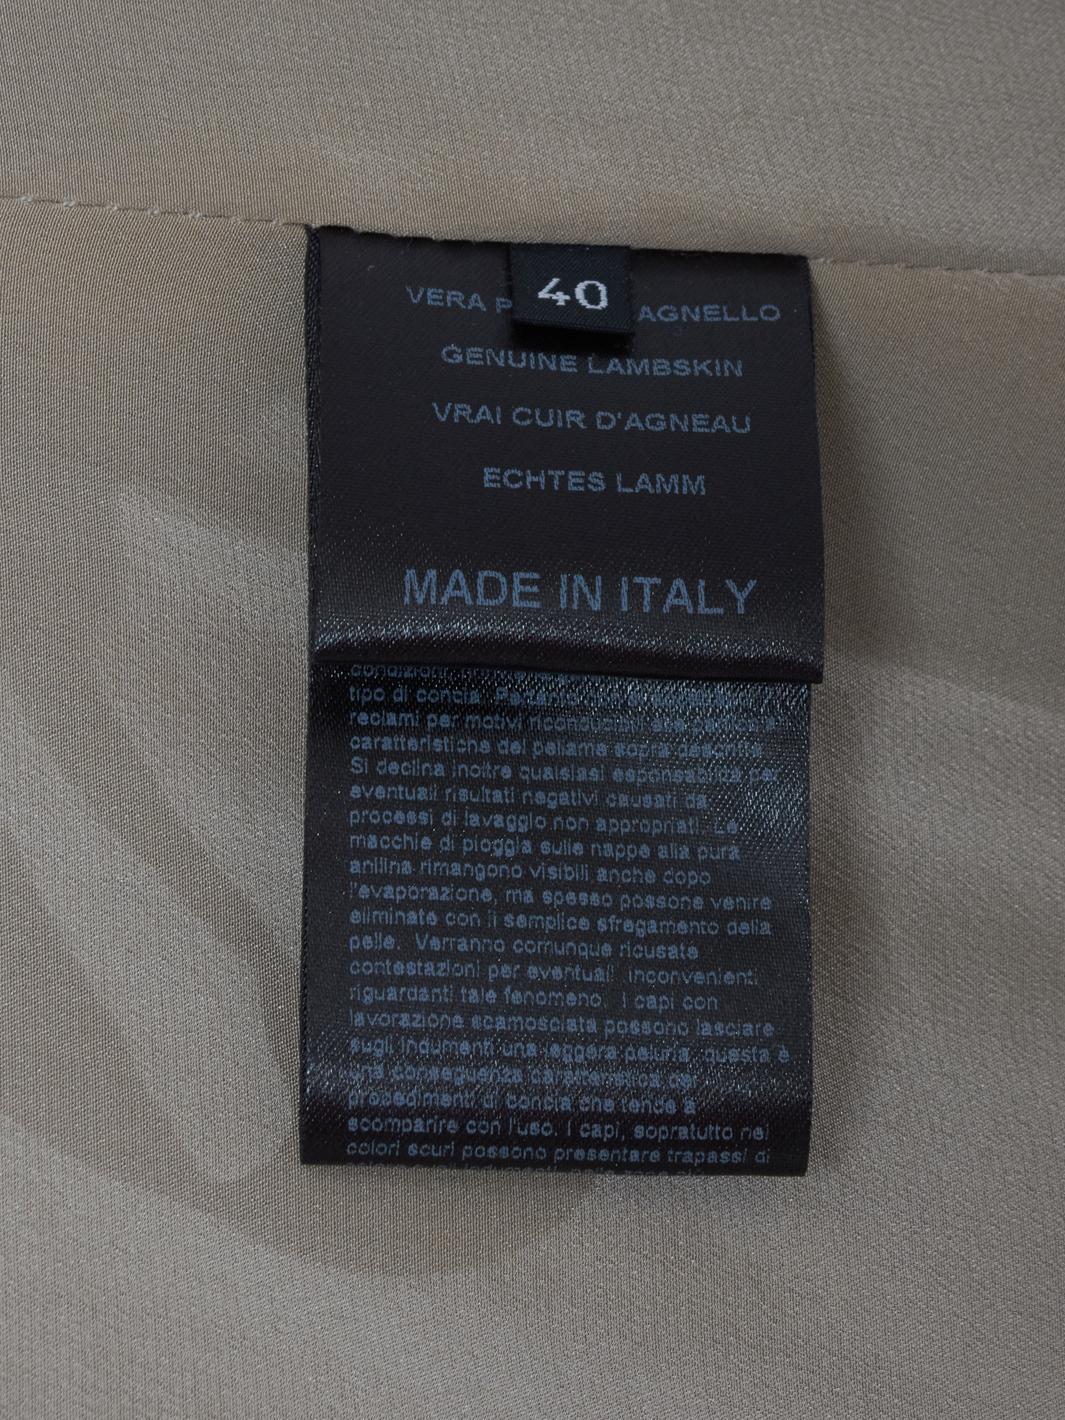 40
VERA AGNELLO
GENUINE LAMBSKIN
VRAI CUIR D'AGNEAU
ECHTES LAMM
MADE IN ITALY
condizioni
tipo di concia.
reclami per motivi
caratteristiche del pelame sopra descritte.
Si declina inoltre qualsiasi esponsabilità per
eventuali risultati negativi causati da
processi di lavaggio non appropriati. Le
macchie di pioggia sulle nappe alla pura
anilina rimangono visibili anche dopo
l'evaporazione, ma spesso possone venire
eliminate con il semplice sfregamento della
pelle. Verranno comunque ricusate
contestazioni per eventuali inconvenienti
riguardanti tale fenomeno. I capi con
lavorazione scamosciata possono lasciare
sugli indumenti una leggera peluria, questa è
una conseguenza caratteristica dei
procedimenti di concia che tende a
scomparire con l'uso. I capi, sopratutto nei
colori scuri possono presentare trapassi di